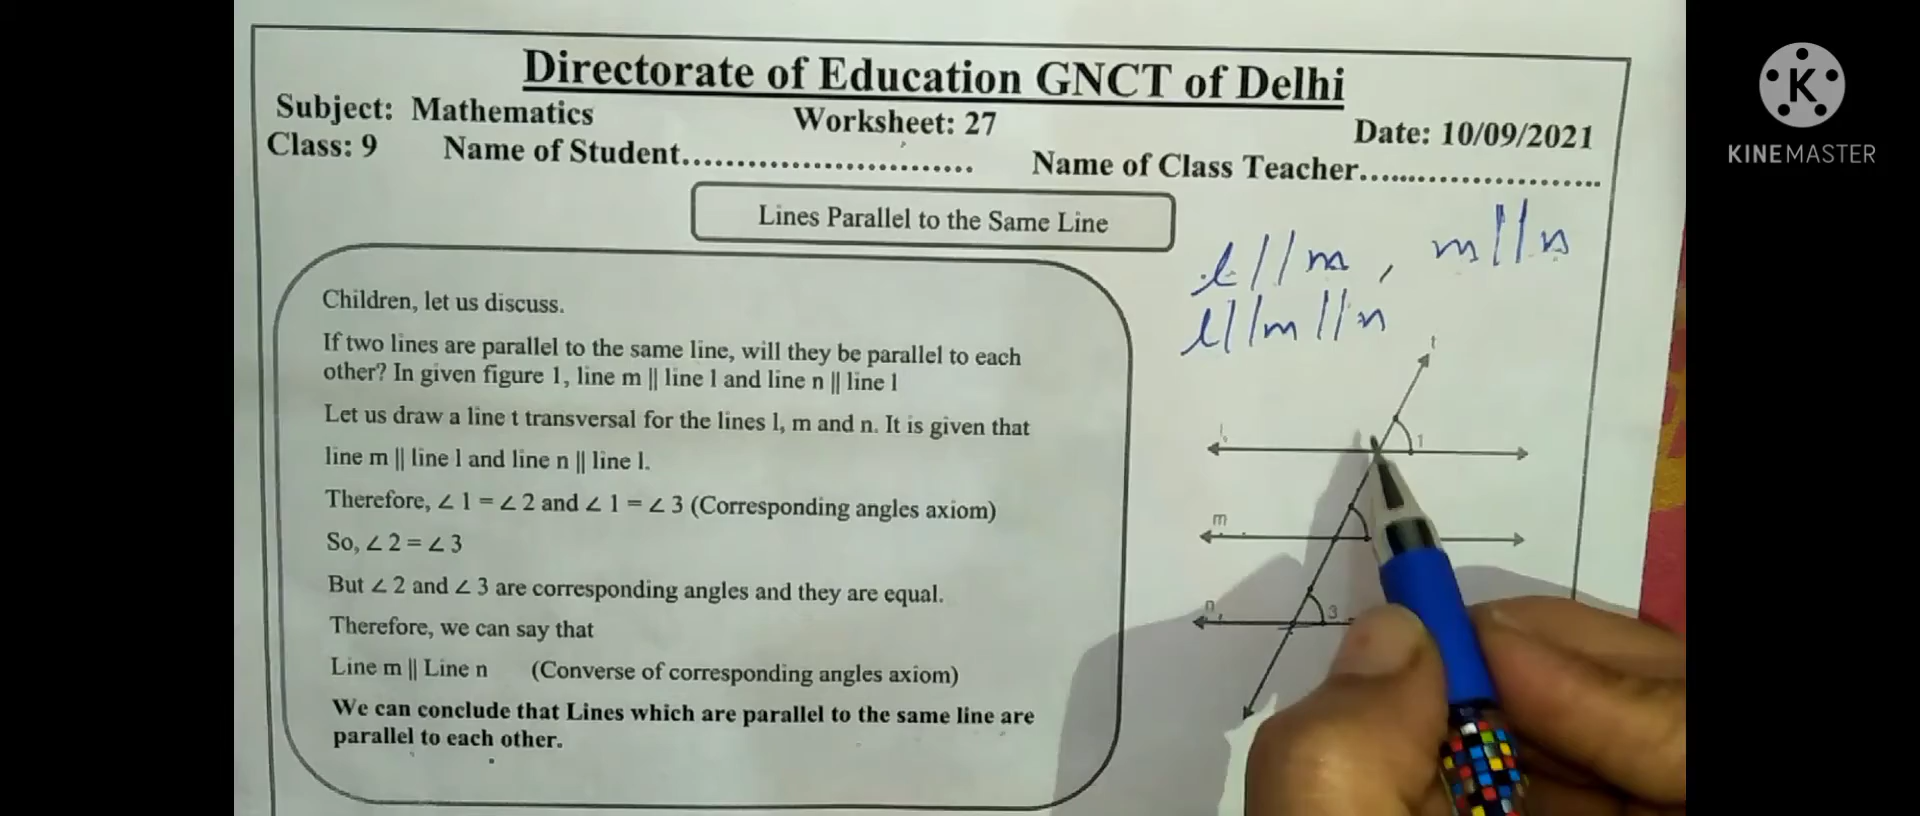 Directorate of Education GNCT of Delhi
Subject: Mathematics Worksheet: 27 Date: 10/09/2021
Class: 9 Name of Student............................ Name of Class Teacher........................
Lines Parallel to the Same Line
l // m , m // n
l // m // n
Children, let us discuss.
If two lines are parallel to the same line, will they be parallel to each
other? In given figure 1, line m || line l and line n || line l
Let us draw a line t transversal for the lines l, m and n. It is given that
line m || line l and line n || line l.
Therefore, ∠ 1 = ∠ 2 and ∠ 1 = ∠ 3 (Corresponding angles axiom)
So, ∠ 2 = ∠ 3
But ∠ 2 and ∠ 3 are corresponding angles and they are equal.
Therefore, we can say that
Line m || Line n (Converse of corresponding angles axiom)
We can conclude that Lines which are parallel to the same line are
parallel to each other.
t
l
1
m
n
3
K
KINEMASTER